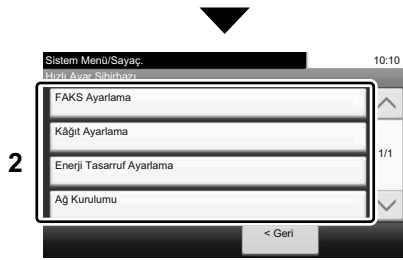 Sistem Menü/Sayaç. 10:10
Hızlı Ayar Sihirbazı
FAKS Ayarlama
Kâğıt Ayarlama
1/1
2
Enerji Tasarruf Ayarlama
Ağ Kurulumu
< Geri